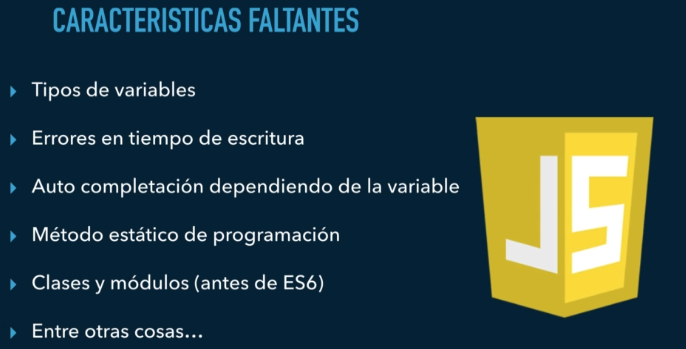 CARACTERISTICAS FALTANTES
Tipos de variables
Errores en tiempo de escritura
Auto completación dependiendo de la variable
Método estático de programación
Clases y módulos (antes de ES6)
Entre otras cosas...
JS